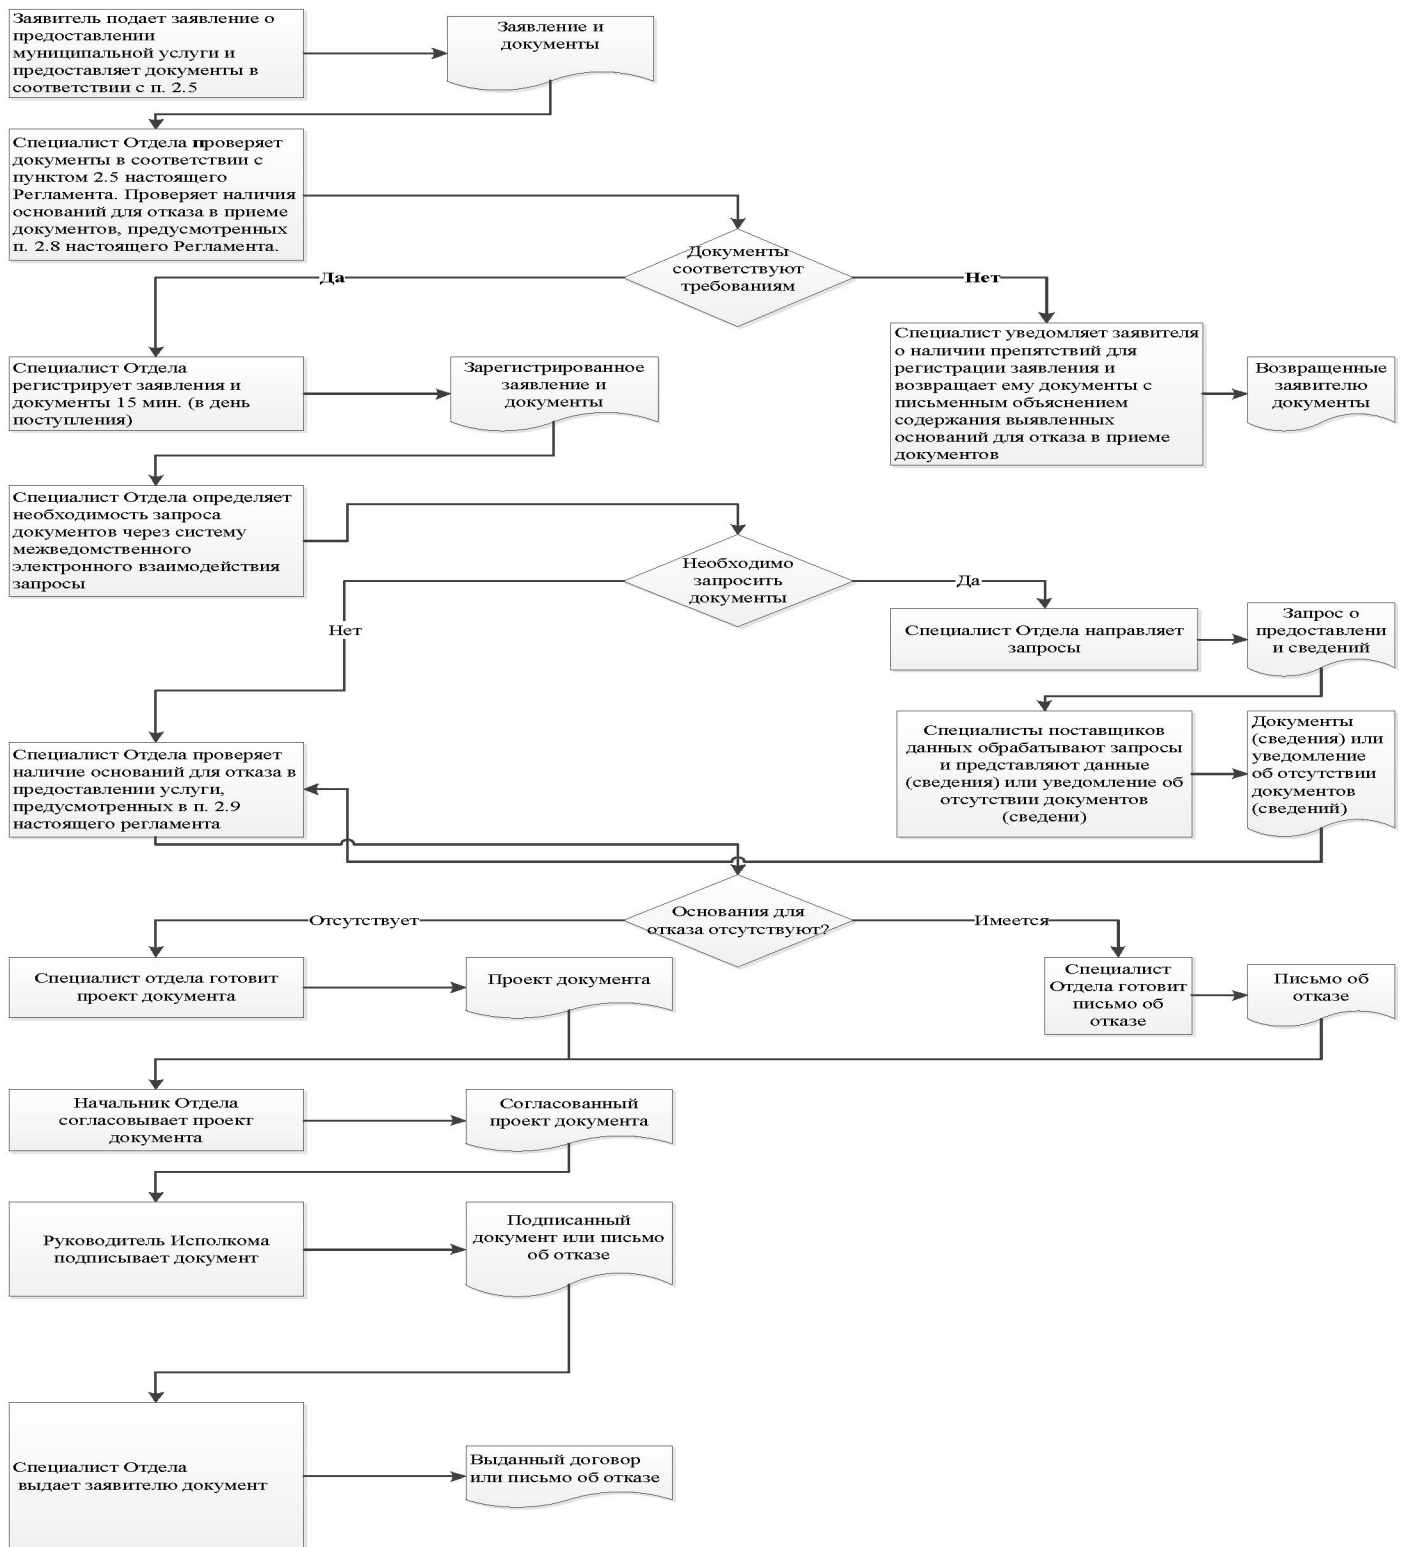 Заявитель подает заявление о
предоставлении
муниципальной услуги и
предоставляет документы в
соответствии с п. 2.5
Заявление и
документы
Специалист Отдела проверяет
документы в соответствии с
пунктом 2.5 настоящего
Регламента. Проверяет наличия
оснований для отказа в приеме
документов, предусмотренных
п. 2.8 настоящего Регламента.
Документы
соответствуют
требованиям
Да
Нет
Специалист Отдела
регистрирует заявления и
документы 15 мин. (в день
поступления)
Зарегистрированное
заявление и
документы
Специалист уведомляет заявителя
о наличии препятствий для
регистрации заявления и
возвращает ему документы с
письменным объяснением
содержания выявленных
оснований для отказа в приеме
документов
Возвращенные
заявителю
документы
Специалист Отдела определяет
необходимость запроса
документов через систему
межведомственного
электронного взаимодействия
запросы
Необходимо
запросить
документы
Да
Нет
Специалист Отдела направляет
запросы
Запрос о
предоставлени
и сведений
Специалисты поставщиков
данных обрабатывают запросы
и представляют данные
(сведения) или уведомление об
отсутствии документов
(сведени)
Документы
(сведения) или
уведомление
об отсутствии
документов
(сведений)
Специалист Отдела проверяет
наличие оснований для отказа в
предоставлении услуги,
предусмотренных в п. 2.9
настоящего регламента
Основания для
отказа отсутствуют?
Отсутствует
Имеется
Специалист отдела готовит
проект документа
Проект документа
Специалист
Отдела готовит
письмо об
отказе
Письмо об
отказе
Начальник Отдела
согласовывает проект
документа
Согласованный
проект документа
Руководитель Исполкома
подписывает документ
Подписанный
документ или письмо
об отказе
Специалист Отдела
выдает заявителю документ
Выданный договор
или письмо об отказе